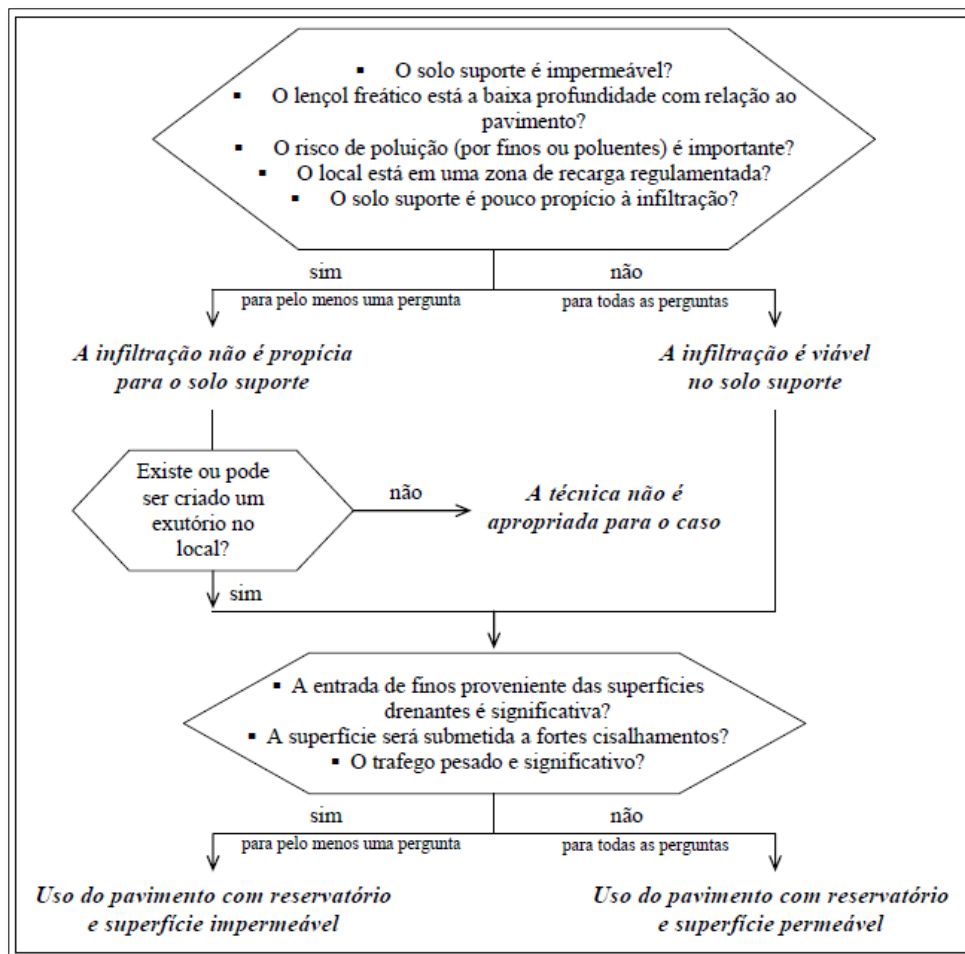 ▪ O solo suporte é impermeável?
▪ O lençol freático está a baixa profundidade com relação ao
pavimento?
▪ O risco de poluição (por finos ou poluentes) é importante?
▪ O local está em uma zona de recarga regulamentada?
▪ O solo suporte é pouco propício à infiltração?
sim
para pelo menos uma pergunta
não
para todas as perguntas
A infiltração não é propícia
para o solo suporte
A infiltração é viável
no solo suporte
Existe ou pode
ser criado um
exutório no
local?
não
A técnica não é
apropriada para o caso
sim
▪ A entrada de finos proveniente das superfícies
drenantes é significativa?
▪ A superfície será submetida a fortes cisalhamentos?
▪ O trafego pesado e significativo?
sim
para pelo menos uma pergunta
não
para todas as perguntas
Uso do pavimento com reservatório
e superfície impermeável
Uso do pavimento com reservatório
e superfície permeável